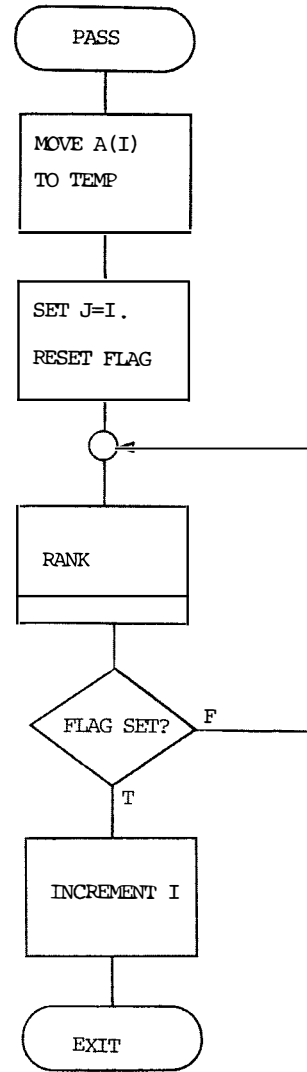 PASS
MOVE A(I)
TO TEMP
SET J=I.
RESET FLAG
RANK
FLAG SET?
F
T
INCREMENT I
EXIT